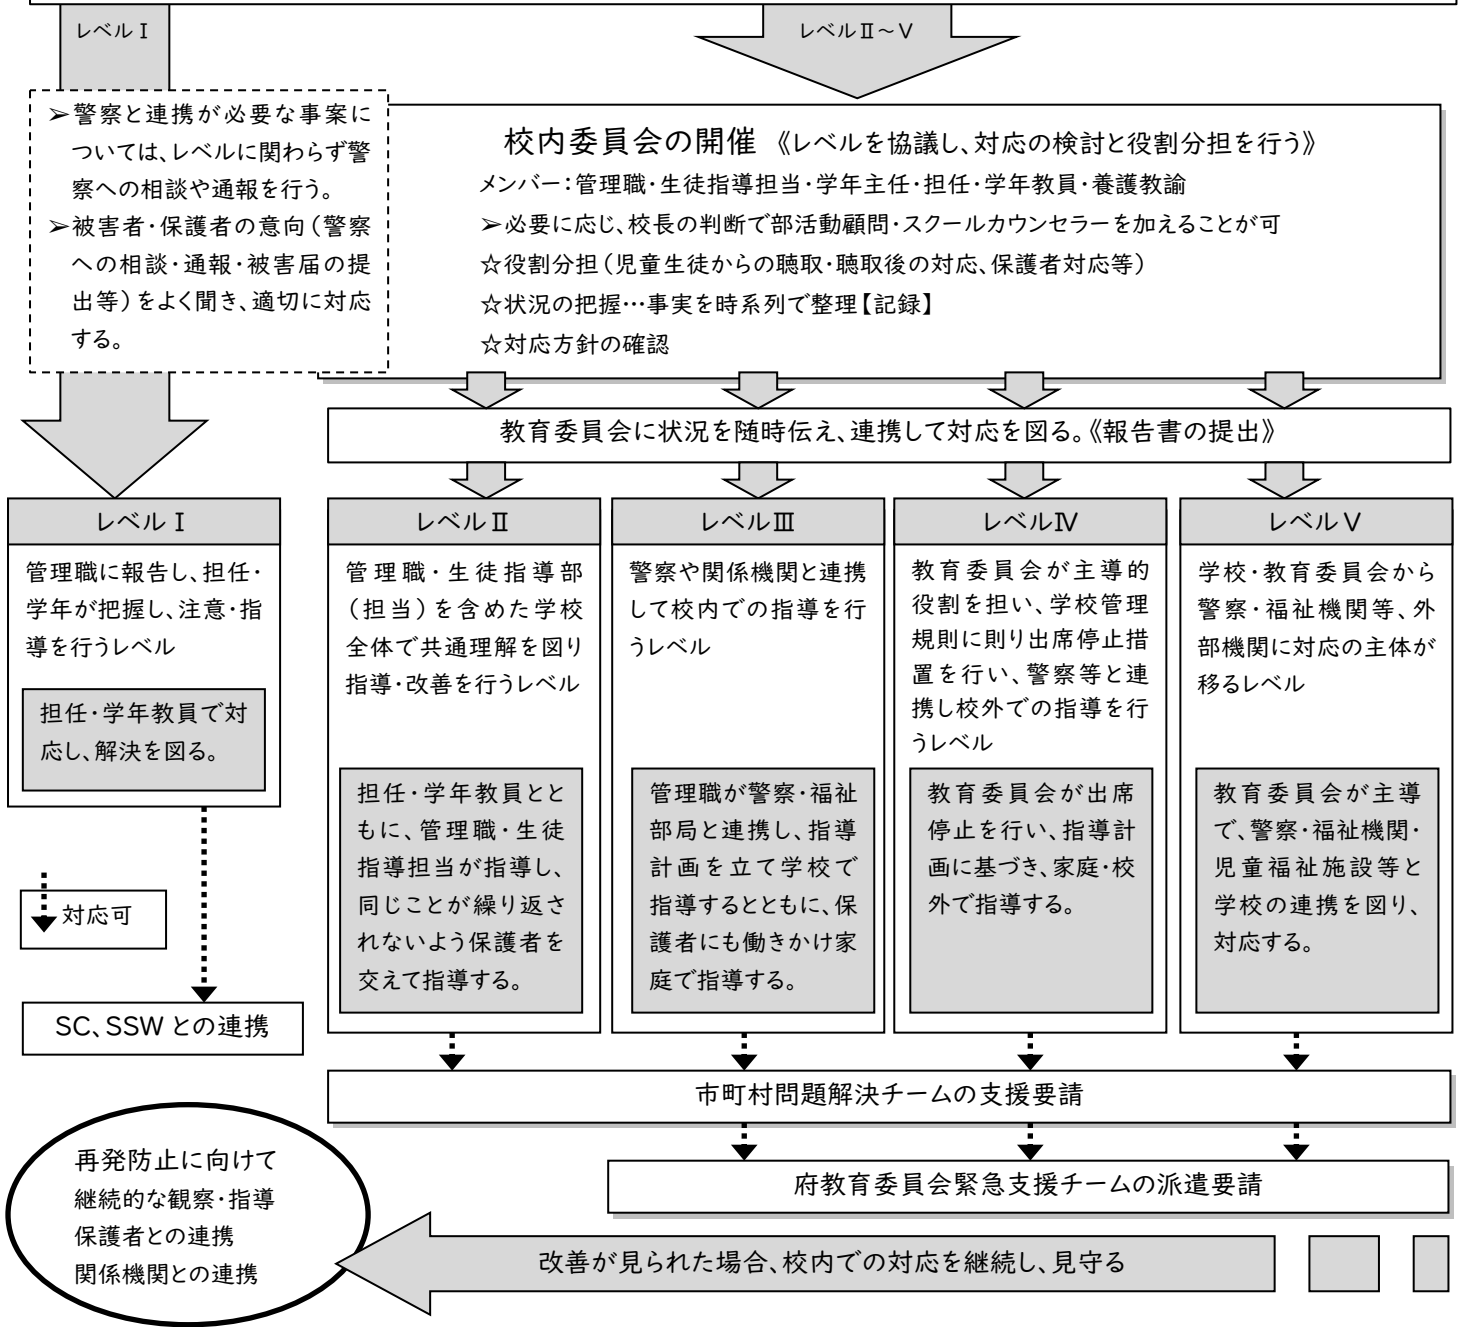 レベルⅠ
レベルⅡ～Ⅴ
➢警察と連携が必要な事案に
ついては、レベルに関わらず警
察への相談や通報を行う。
➢被害者・保護者の意向（警察
への相談・通報・被害届の提
出等）をよく聞き、適切に対応
する。
校内委員会の開催 《レベルを協議し、対応の検討と役割分担を行う》
メンバー：管理職・生徒指導担当・学年主任・担任・学年教員・養護教諭
➢必要に応じ、校長の判断で部活動顧問・スクールカウンセラーを加えることが可
☆役割分担（児童生徒からの聴取・聴取後の対応、保護者対応等）
☆状況の把握…事実を時系列で整理【記録】
☆対応方針の確認
教育委員会に状況を随時伝え、連携して対応を図る。《報告書の提出》
レベルⅠ
管理職に報告し、担任・
学年が把握し、注意・指
導を行うレベル
担任・学年教員で対
応し、解決を図る。
レベルⅡ
管理職・生徒指導部
（担当）を含めた学校
全体で共通理解を図り
指導・改善を行うレベル
担任・学年教員とと
もに、管理職・生徒
指導担当が指導し、
同じことが繰り返さ
れないよう保護者を
交えて指導する。
レベルⅢ
警察や関係機関と連携
して校内での指導を行
うレベル
管理職が警察・福祉
部局と連携し、指導
計画を立て学校で
指導するとともに、保
護者にも働きかけ家
庭で指導する。
レベルⅣ
教育委員会が主導的
役割を担い、学校管理
規則に則り出席停止措
置を行い、警察等と連
携し校外での指導を行
うレベル
教育委員会が出席
停止を行い、指導計
画に基づき、家庭・校
外で指導する。
レベルⅤ
学校・教育委員会から
警察・福祉機関等、外
部機関に対応の主体が
移るレベル
教育委員会が主導
で、警察・福祉機関・
児童福祉施設等と
学校の連携を図り、
対応する。
対応可
SC、SSWとの連携
市町村問題解決チームの支援要請
府教育委員会緊急支援チームの派遣要請
再発防止に向けて
継続的な観察・指導
保護者との連携
関係機関との連携
改善が見られた場合、校内での対応を継続し、見守る